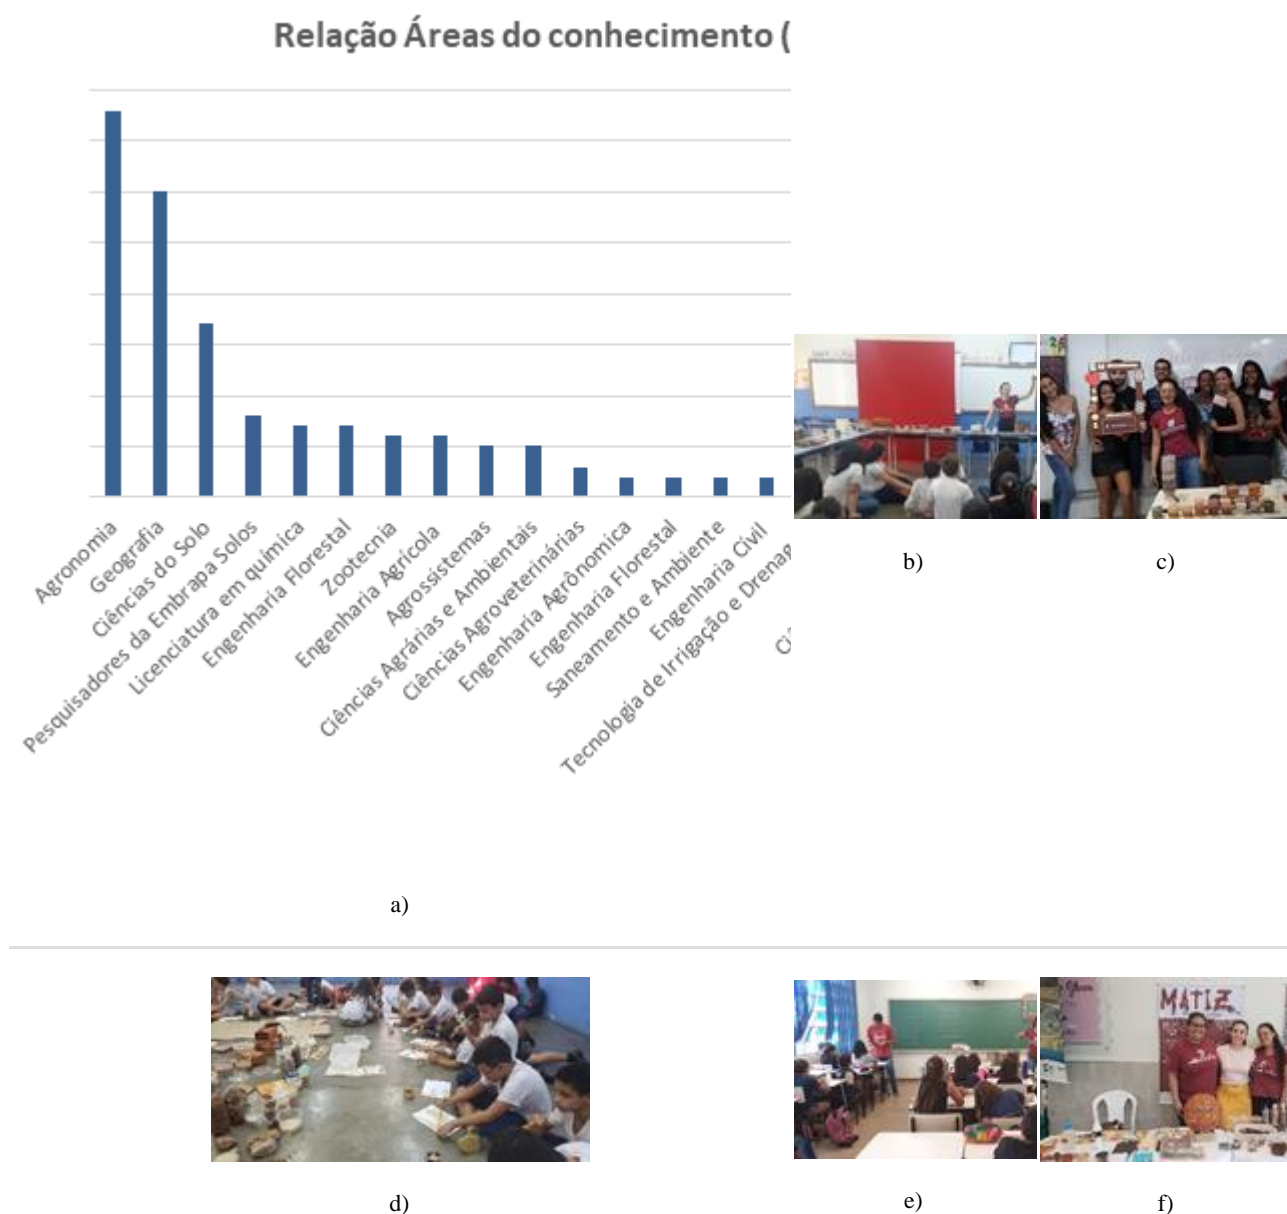 Relação Áreas do conhecimento (
Agronomia
Geografia
Ciências do Solo
Pesquisadores da Embrapa Solos
Licenciatura em química
Engenharia Florestal
Zootecnia
Engenharia Agrícola
Agrossistemas
Ciências Agrárias e Ambientais
Ciências Agroveterinárias
Engenharia Agrônomica
Engenharia Florestal
Saneamento e Ambiente
Engenharia Cívil
Tecnologia de Irrigação e Drenag
b)
c)
a)
MATIZ
d)
e)
f)